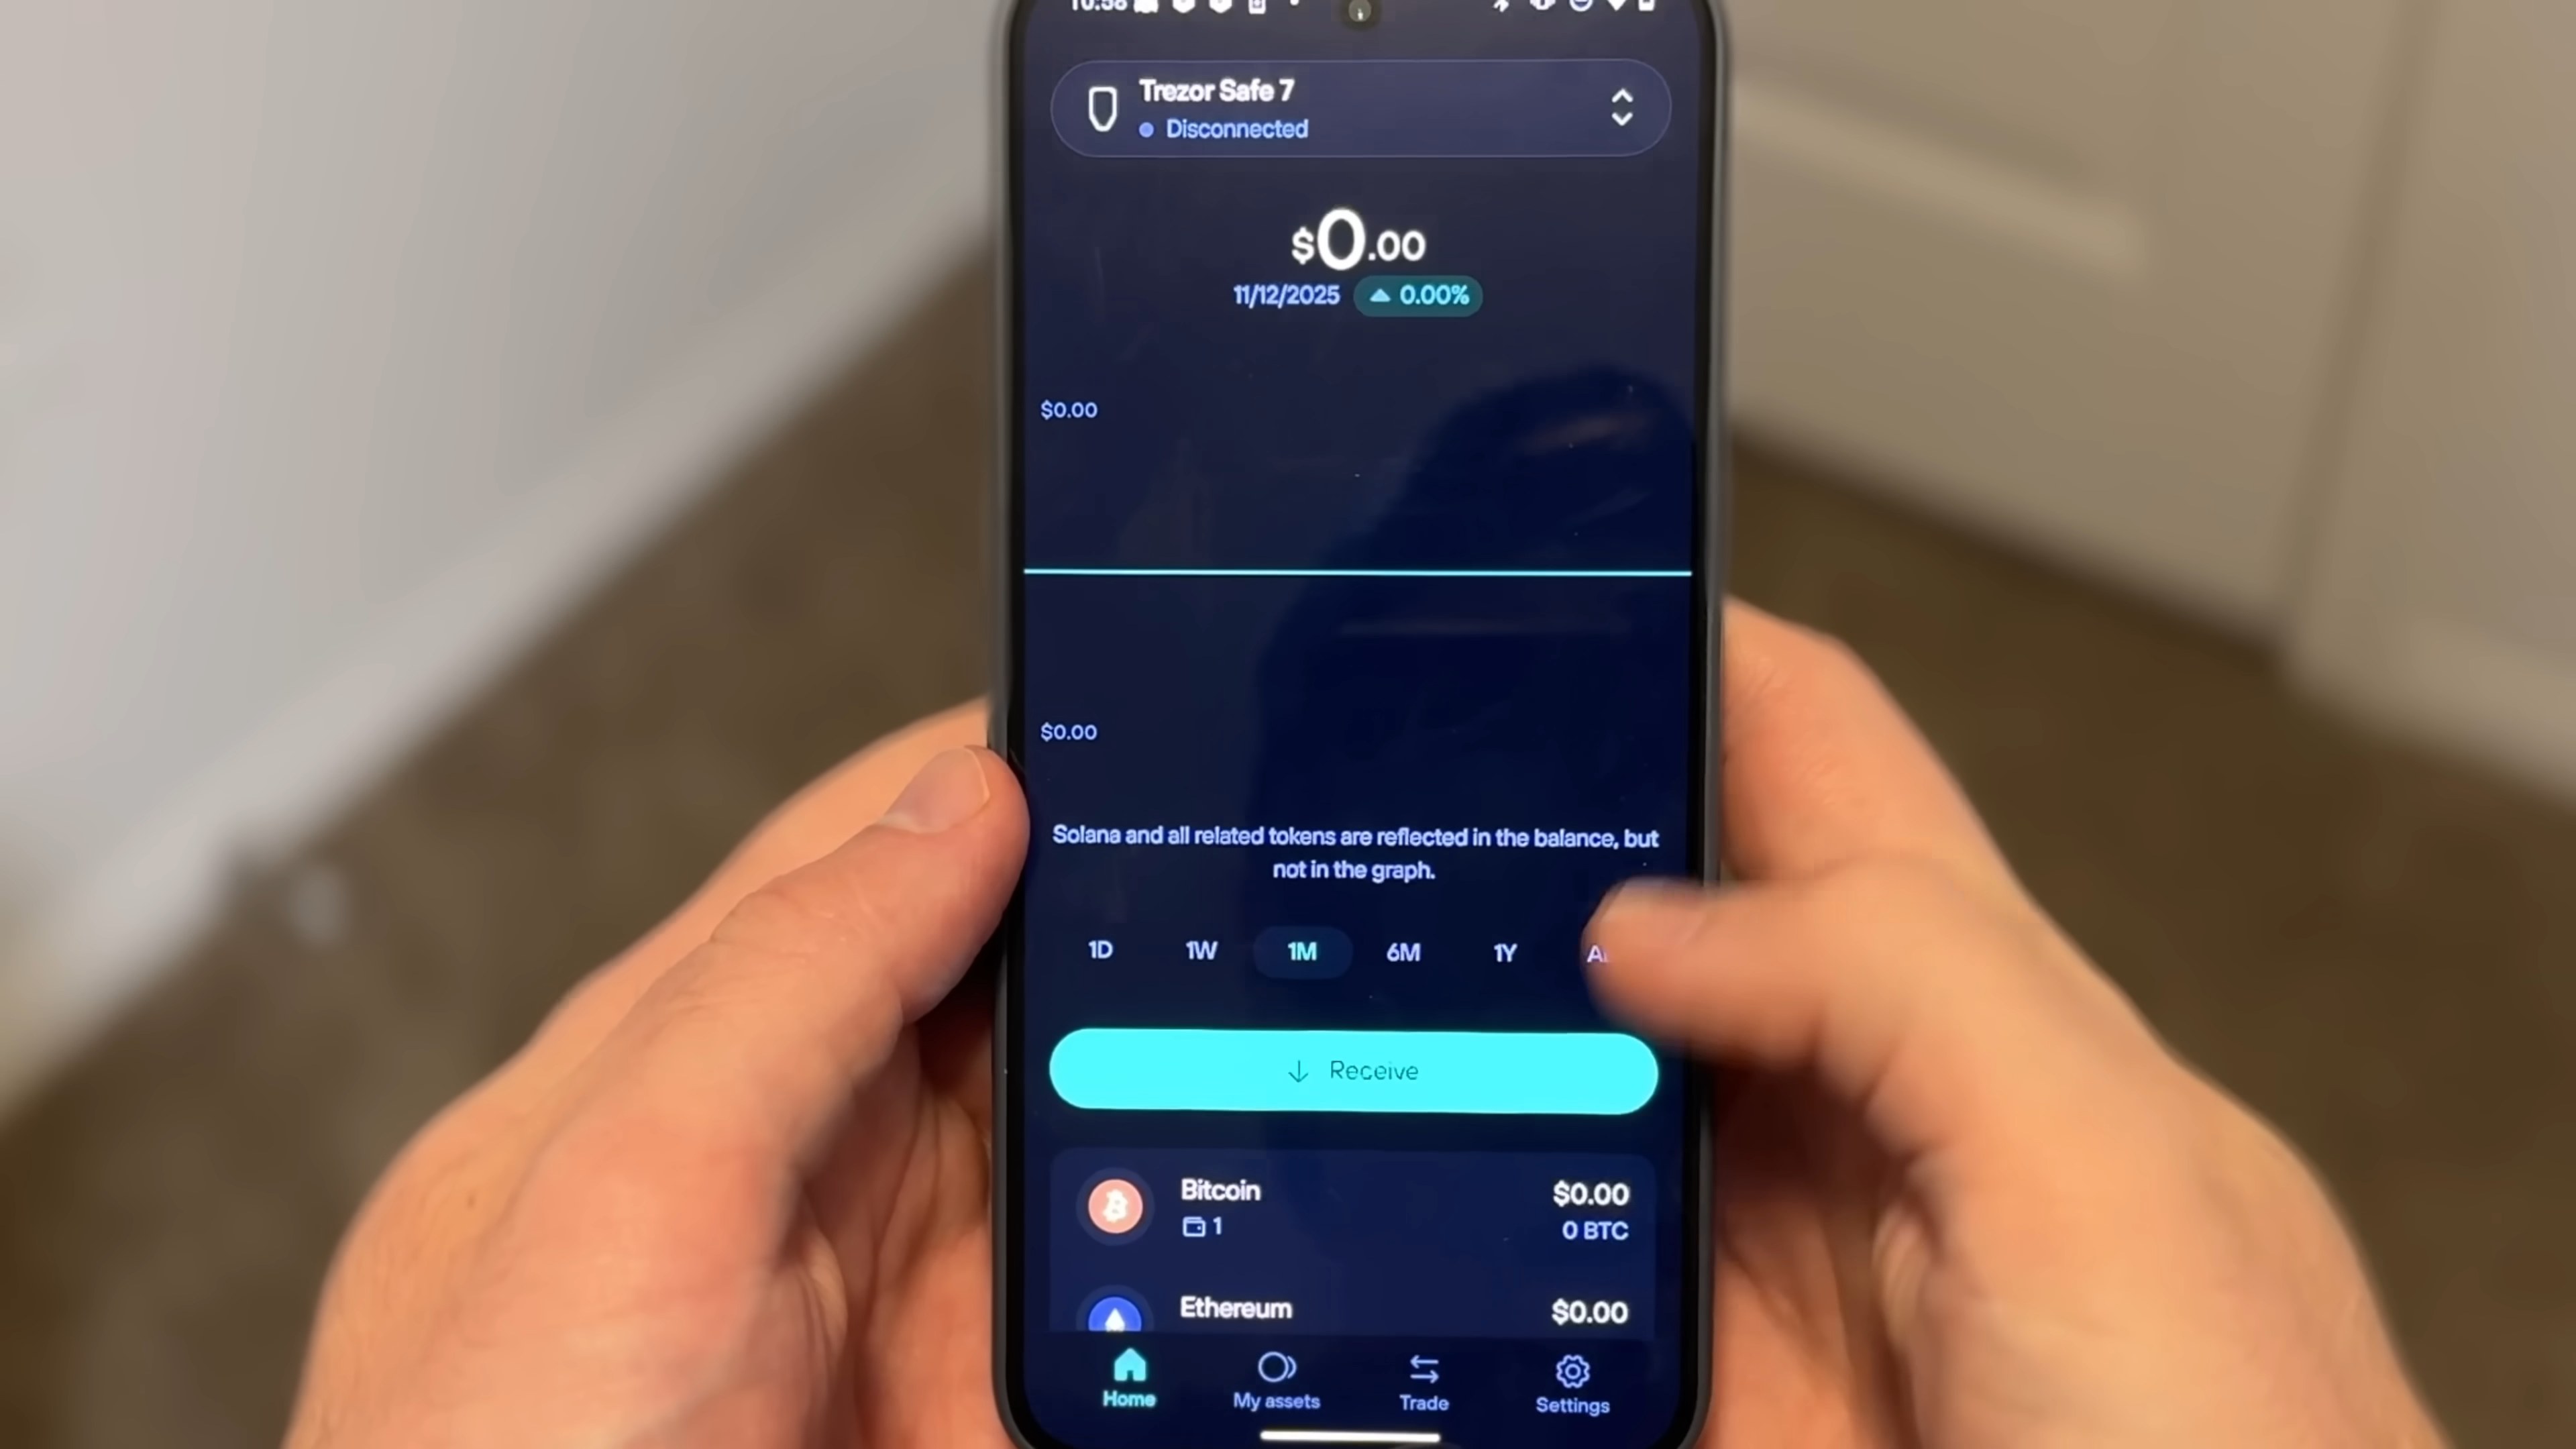 10:58
Trezor Safe 7
Disconnected
$0.00
11/12/2025 0.00%
$0.00
$0.00
Solana and all related tokens are reflected in the balance, but
not in the graph.
1D 1W 1M 6M 1Y
Receive
Bitcoin $0.00
1 0 BTC
Ethereum $0.00
Home My assets Trade Settings